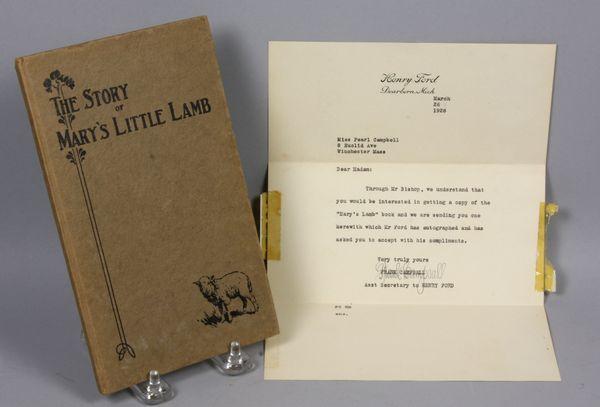 THE STORY
OF
MARY'S LITTLE LAMB
Henry Ford
Dearborn, Mich.
March
26
1928
Miss Pearl Campbell
8 Euclid Ave
Winchester Mass
Dear Madam:
Through Mr Bishop, we understand that
you would be interested in getting a copy of the
"Mary's Lamb" book and we are sending you one
herewith which Mr Ford has autographed and has
asked you to accept with his compliments.
Very truly yours
FRANK CAMPSALL
Asst Secretary to HENRY FORD